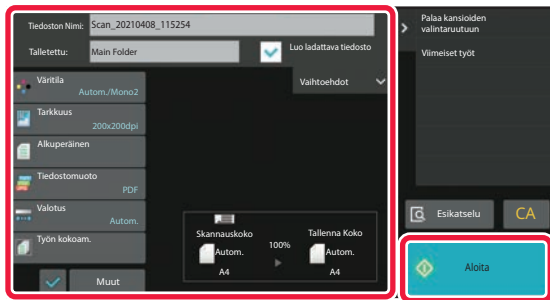 Tiedoston Nimi:
Scan_20210408_115254
Talletettu:
Main Folder
Luo ladattava tiedosto
Väritila
Autom./Mono2
Vaihtoehdot
Tarkkuus
200x200dpi
Alkuperäinen
Tiedostomuoto
PDF
Valotus
Autom.
Työn kokoam.
Muut
Skannauskoko
Tallenna Koko
100%
Autom.
Autom.
A4
A4
Palaa kansioiden
valintaruutuun
Viimeiset työt
Esikatselu
CA
Aloita